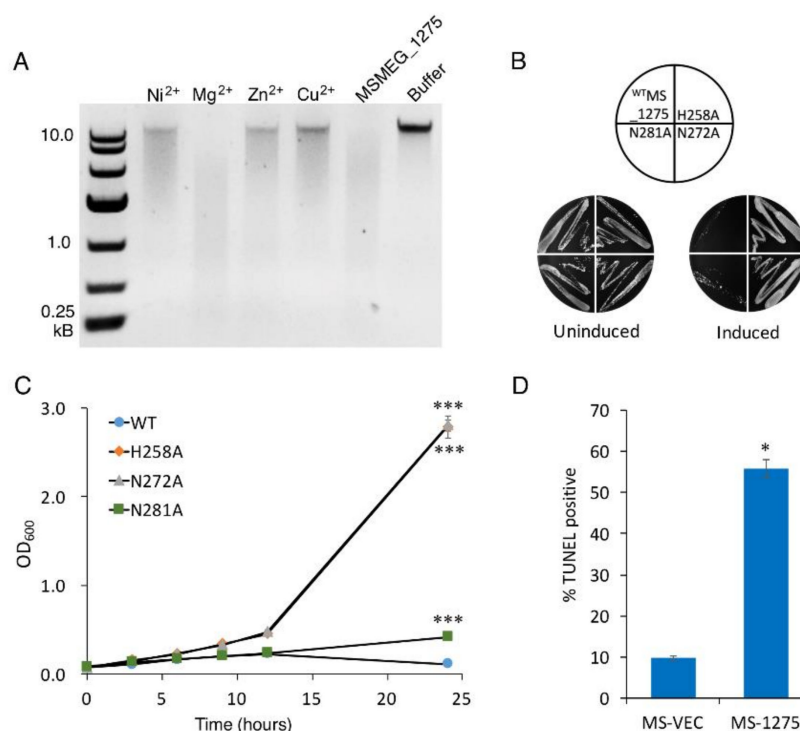 A
Ni²⁺ Mg²⁺ Zn²⁺ Cu²⁺ MSMEG_1275 Buffer
10.0
1.0
0.25
kB
B
ᵂᵀMS
_1275 H258A
N281A N272A
Uninduced Induced
C
3.0
2.0
1.0
0.0
OD₆₀₀
WT
H258A
N272A
N281A
***
***
***
0 5 10 15 20 25
Time (hours)
D
70
60
50
40
30
20
10
0
% TUNEL positive
*
MS-VEC MS-1275